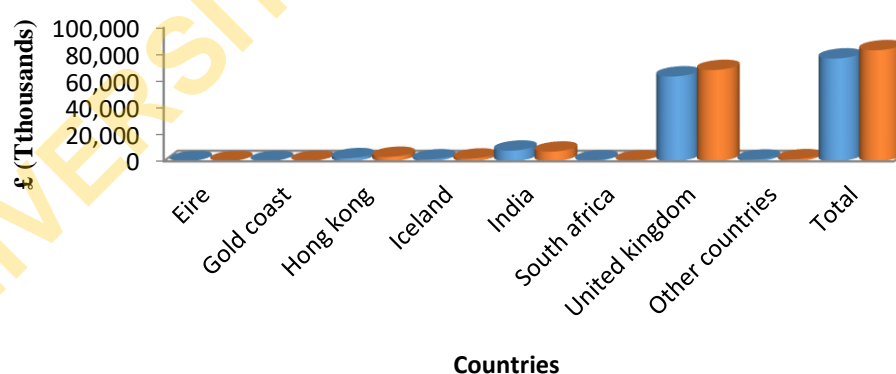 £ (Tthousands)
100,000
80,000
60,000
40,000
20,000
0
Eire
Gold coast
Hong kong
Iceland
India
South africa
United kingdom
Other countries
Total
Countries
IVERSIT